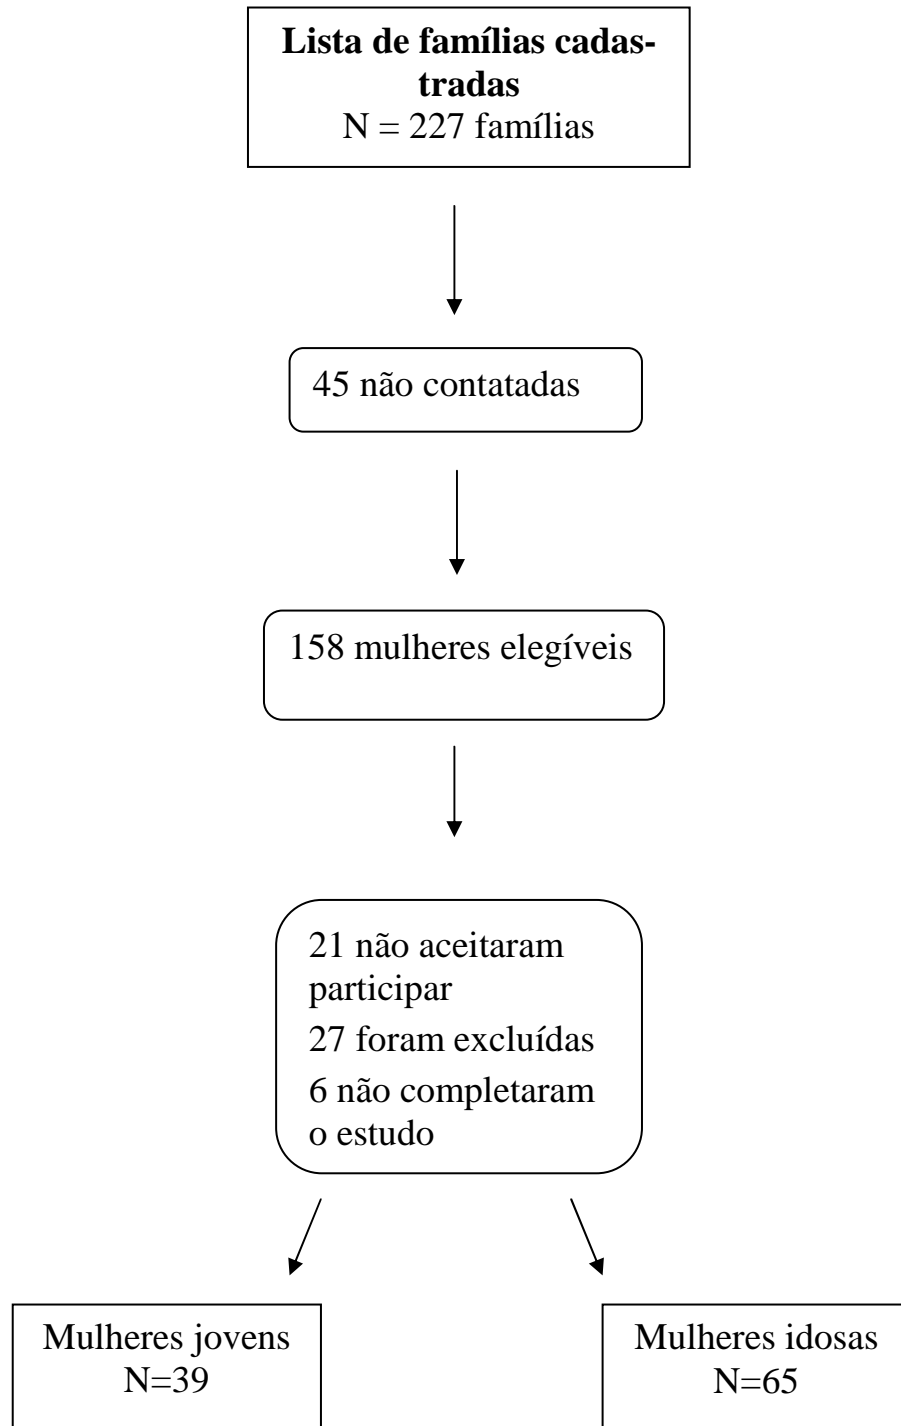 Lista de famílias cadas-
tradas
N = 227 famílias
45 não contatadas
158 mulheres elegíveis
21 não aceitaram
participar
27 foram excluídas
6 não completaram
o estudo
Mulheres jovens
N=39
Mulheres idosas
N=65